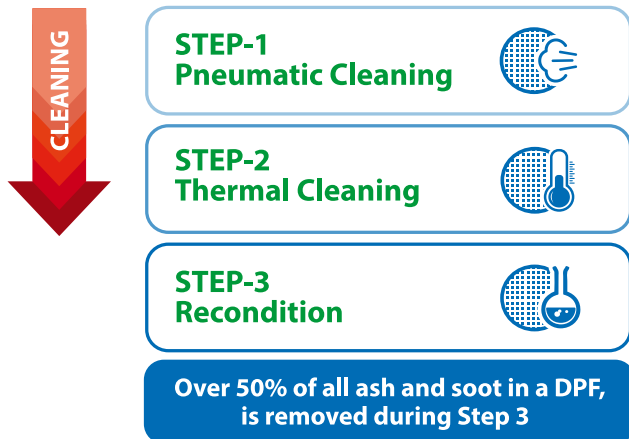 CLEANING
STEP-1
Pneumatic Cleaning
STEP-2
Thermal Cleaning
STEP-3
Recondition
Over 50% of all ash and soot in a DPF,
is removed during Step 3